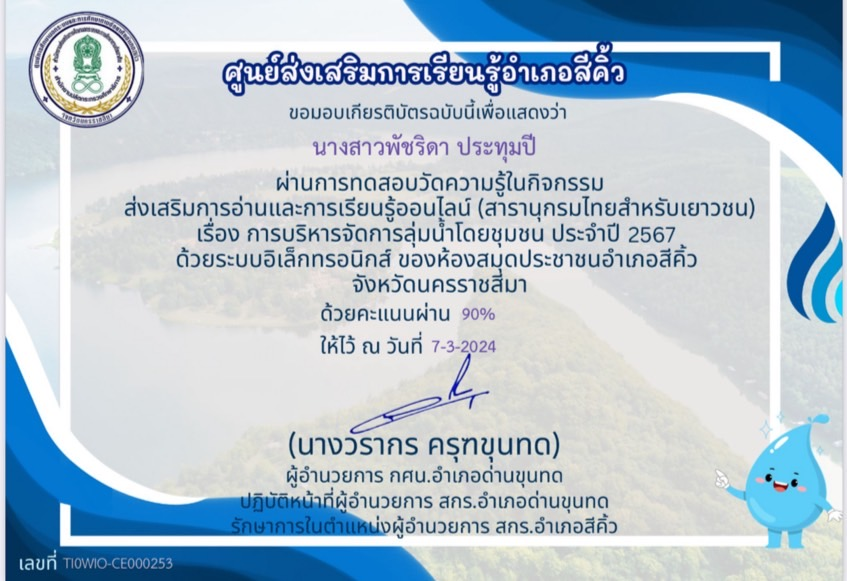 ศูนย์ส่งเสริมการเรียนรู้อำเภอสีคิ้ว
ขอมอบเกียรติบัตรฉบับนี้เพื่อแสดงว่า
นางสาวพัชริดา ประทุมปี
ผ่านการทดสอบวัดความรู้ในกิจกรรม
ส่งเสริมการอ่านและการเรียนรู้ออนไลน์ (สารานุกรมไทยสำหรับเยาวชน)
เรื่อง การบริหารจัดการลุ่มน้ำโดยชุมชน ประจำปี 2567
ด้วยระบบอิเล็กทรอนิกส์ ของห้องสมุดประชาชนอำเภอสีคิ้ว
จังหวัดนครราชสีมา
ด้วยคะแนนผ่าน 90%
ให้ไว้ ณ วันที่ 7-3-2024
(นางวรากร ครุฑขุนทด)
ผู้อำนวยการ กศน.อำเภอด่านขุนทด
ปฏิบัติหน้าที่ผู้อำนวยการ สกร.อำเภอด่านขุนทด
รักษาการในตำแหน่งผู้อำนวยการ สกร.อำเภอสีคิ้ว
เลขที่ TI0WIO-CE000253